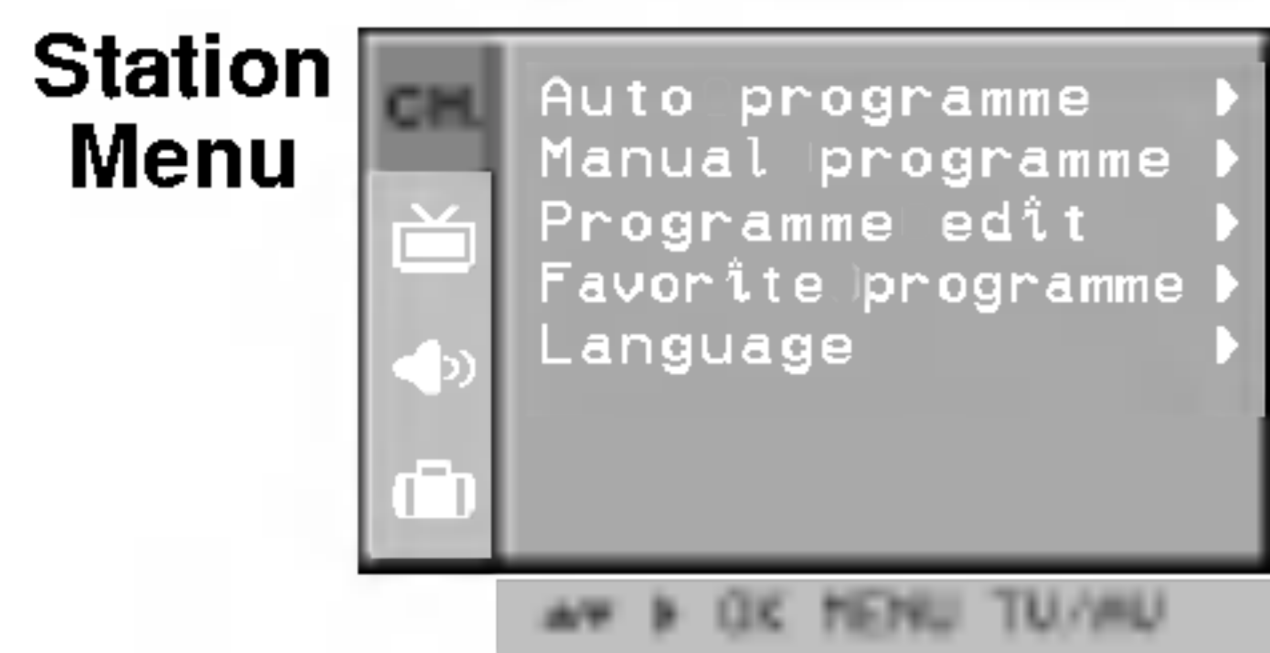 Station
Menu
CH.
Auto programme
Manual programme
Programme edit
Favorite programme
Language
OK MENU TV/AV